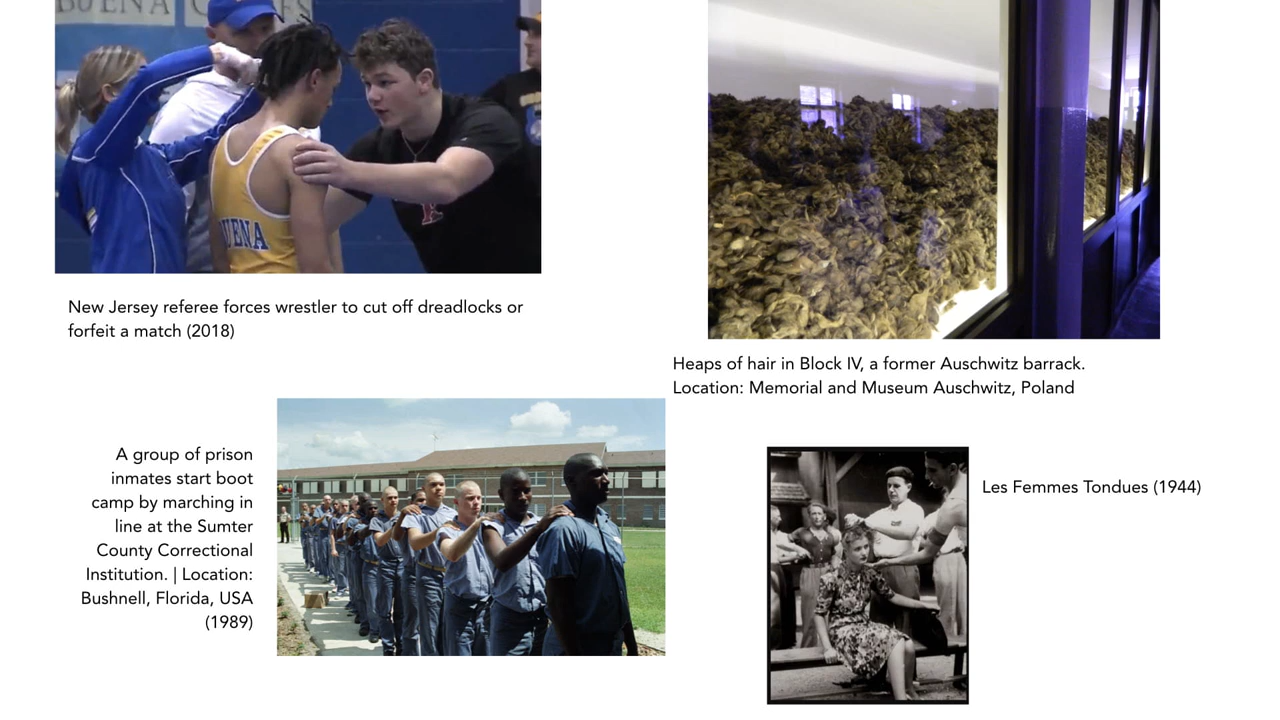 BUENA C
UENA
New Jersey referee forces wrestler to cut off dreadlocks or
forfeit a match (2018)
Heaps of hair in Block IV, a former Auschwitz barrack.
Location: Memorial and Museum Auschwitz, Poland
A group of prison
inmates start boot
camp by marching in
line at the Sumter
County Correctional
Institution. | Location:
Bushnell, Florida, USA
(1989)
Les Femmes Tondues (1944)